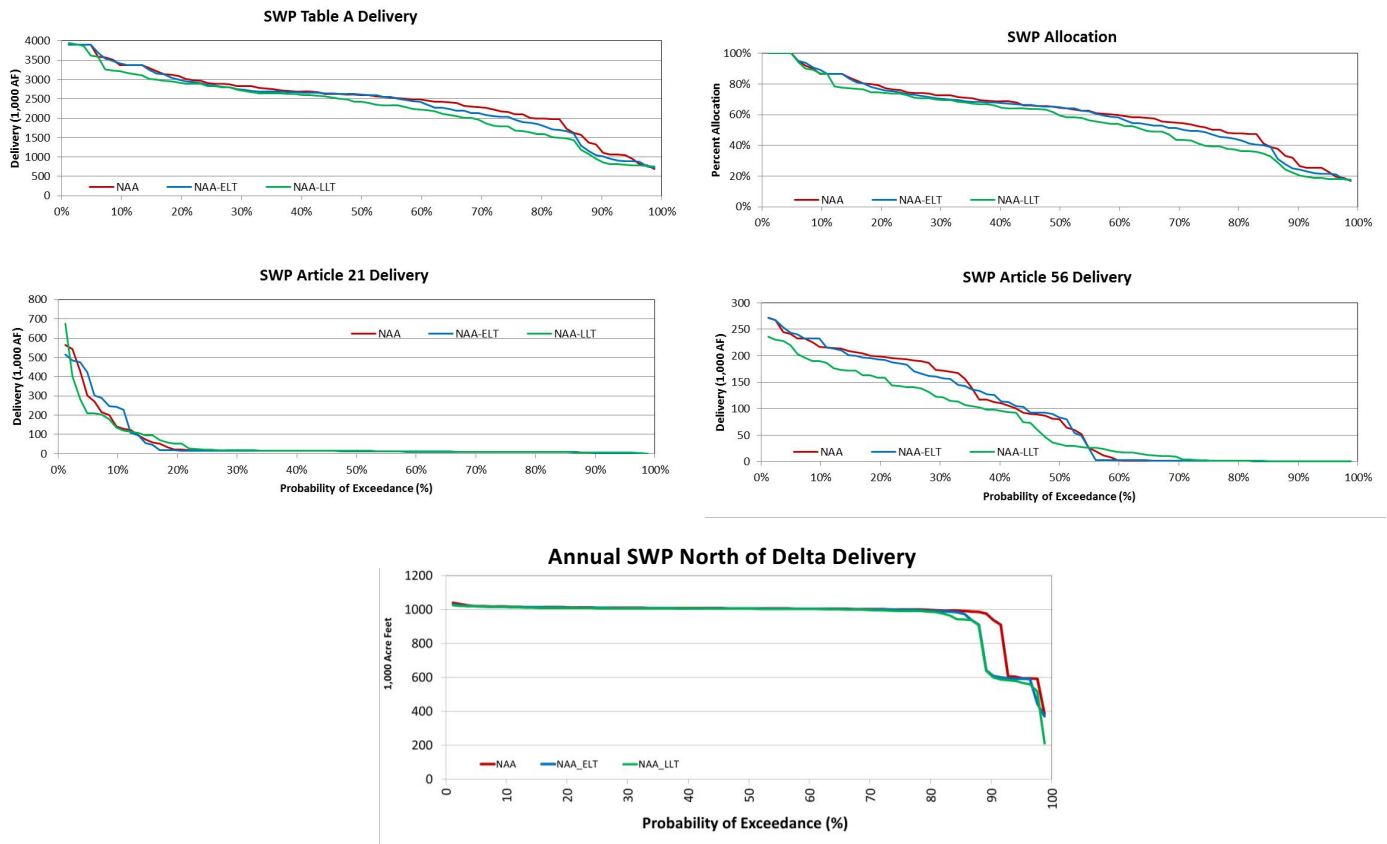 SWP Table A Delivery
Delivery (1,000 AF)
4000
3500
3000
2500
2000
1500
1000
500
0
NAA NAA-ELT NAA-LLT
0% 10% 20% 30% 40% 50% 60% 70% 80% 90% 100%
SWP Allocation
Percent Allocation
100%
80%
60%
40%
20%
0%
NAA NAA-ELT NAA-LLT
0% 10% 20% 30% 40% 50% 60% 70% 80% 90% 100%
SWP Article 21 Delivery
Delivery (1,000 AF)
800
700
600
500
400
300
200
100
0
NAA NAA-ELT NAA-LLT
0% 10% 20% 30% 40% 50% 60% 70% 80% 90% 100%
Probability of Exceedance (%)
SWP Article 56 Delivery
Delivery (1,000 AF)
300
250
200
150
100
50
0
NAA NAA-ELT NAA-LLT
0% 10% 20% 30% 40% 50% 60% 70% 80% 90% 100%
Probability of Exceedance (%)
Annual SWP North of Delta Delivery
1,000 Acre Feet
1200
1000
800
600
400
200
0
NAA NAA_ELT NAA_LLT
0 10 20 30 40 50 60 70 80 90 100
Probability of Exceedance (%)